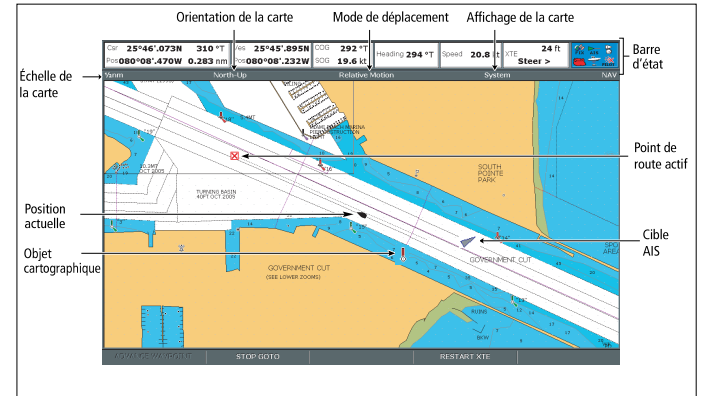 Orientation de la carte
Mode de déplacement
Affichage de la carte
Csr 25°46'.073N 310 °T
Pos 080°08'.470W 0.283 nm
Ves 25°45'.895N
Pos 080°08'.232W
COG 292 °T
SOG 19.6 kt
Heading 294 °T
Speed 20.8
XTE 24 ft
Steer >
Barre
d'état
Échelle de
la carte
North-Up
Relative Motion
System
NAV
TURNING BASIN
40FT OCT 2005
OCT 2005
SOUTH
POINTE
PARK
Point de
route actif
Position
actuelle
Objet
cartographique
Cible
AIS
GOVERNMENT CUT
GOVERNMENT CUT
(SEE LOWER ZOOMS)
RUINS
STOP GOTO
RESTART XTE